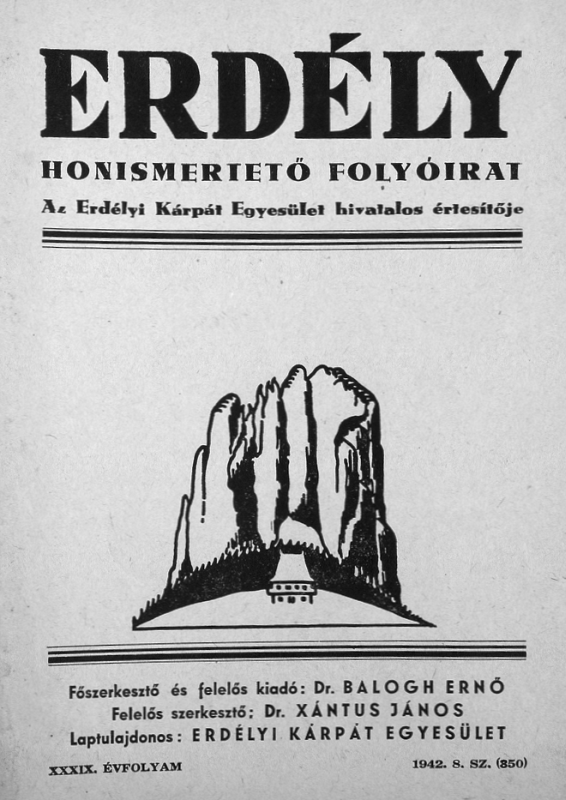 ERDÉLY
HONISMERTETŐ FOLYÓIRAT
Az Erdélyi Kárpát Egyesület hivatalos értesítője
Főszerkesztő és felelős kiadó: Dr. BALOGH ERNŐ
Felelős szerkesztő: Dr. XÁNTUS JÁNOS
Laptulajdonos: ERDÉLYI KÁRPÁT EGYESÜLET
XXXIX. ÉVFOLYAM 1942. 8. SZ. (350)